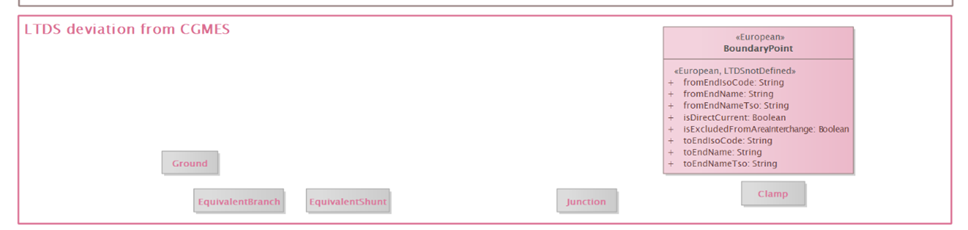 LTDS deviation from CGMES
«European»
BoundaryPoint
«European, LTDSnotDefined»
+ fromEndIsoCode: String
+ fromEndName: String
+ fromEndNameTso: String
+ isDirectCurrent: Boolean
+ isExcludedFromAreaInterchange: Boolean
+ toEndIsoCode: String
+ toEndName: String
+ toEndNameTso: String
Ground
EquivalentBranch
EquivalentShunt
Junction
Clamp